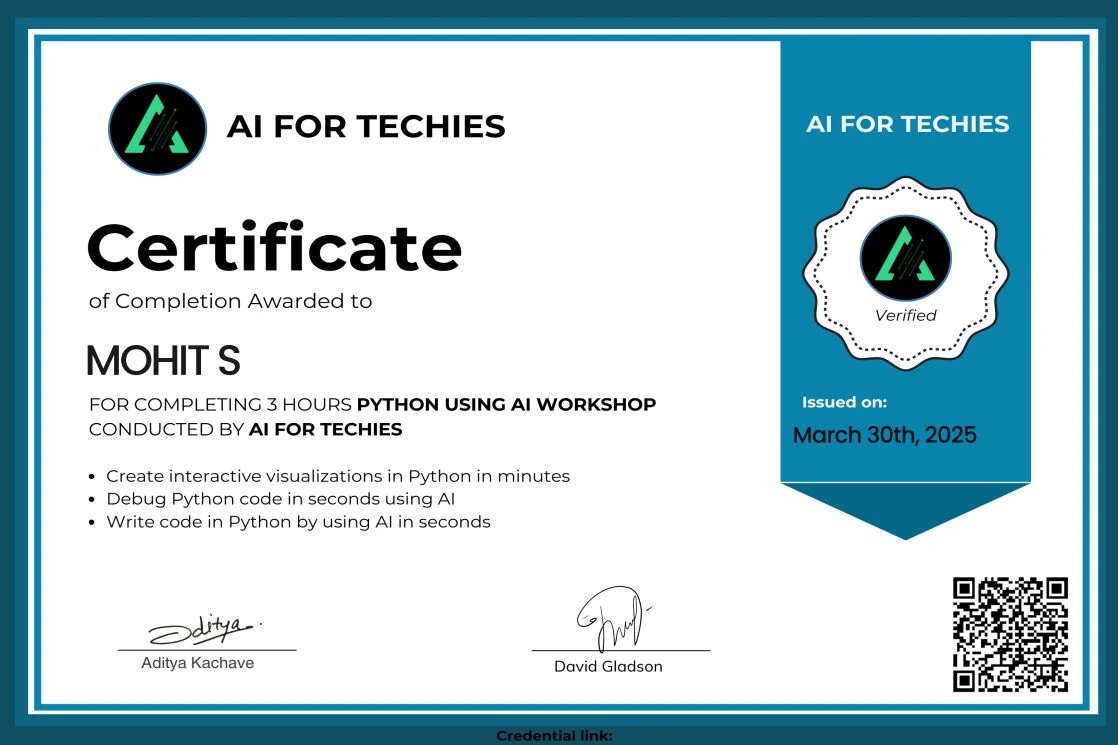 AI FOR TECHIES
AI FOR TECHIES
Certificate
of Completion Awarded to
Verified
MOHIT S
FOR COMPLETING 3 HOURS PYTHON USING AI WORKSHOP
CONDUCTED BY AI FOR TECHIES
Issued on:
March 30th, 2025
• Create interactive visualizations in Python in minutes
• Debug Python code in seconds using AI
• Write code in Python by using AI in seconds
Aditya
Aditya Kachave
David Gladson
Credential link: